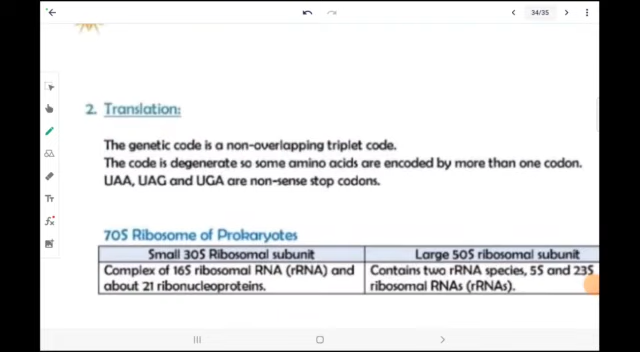 34/35
2. Translation:
The genetic code is a non-overlapping triplet code.
The code is degenerate so some amino acids are encoded by more than one codon.
UAA, UAG and UGA are non-sense stop codons.
70S Ribosome of Prokaryotes
Small 30S Ribosomal subunit
Large 50S ribosomal subunit
Complex of 16S ribosomal RNA (rRNA) and
about 21 ribonucleoproteins.
Contains two rRNA species, 5S and 23S
ribosomal RNAs (rRNAs).
Tт
fx